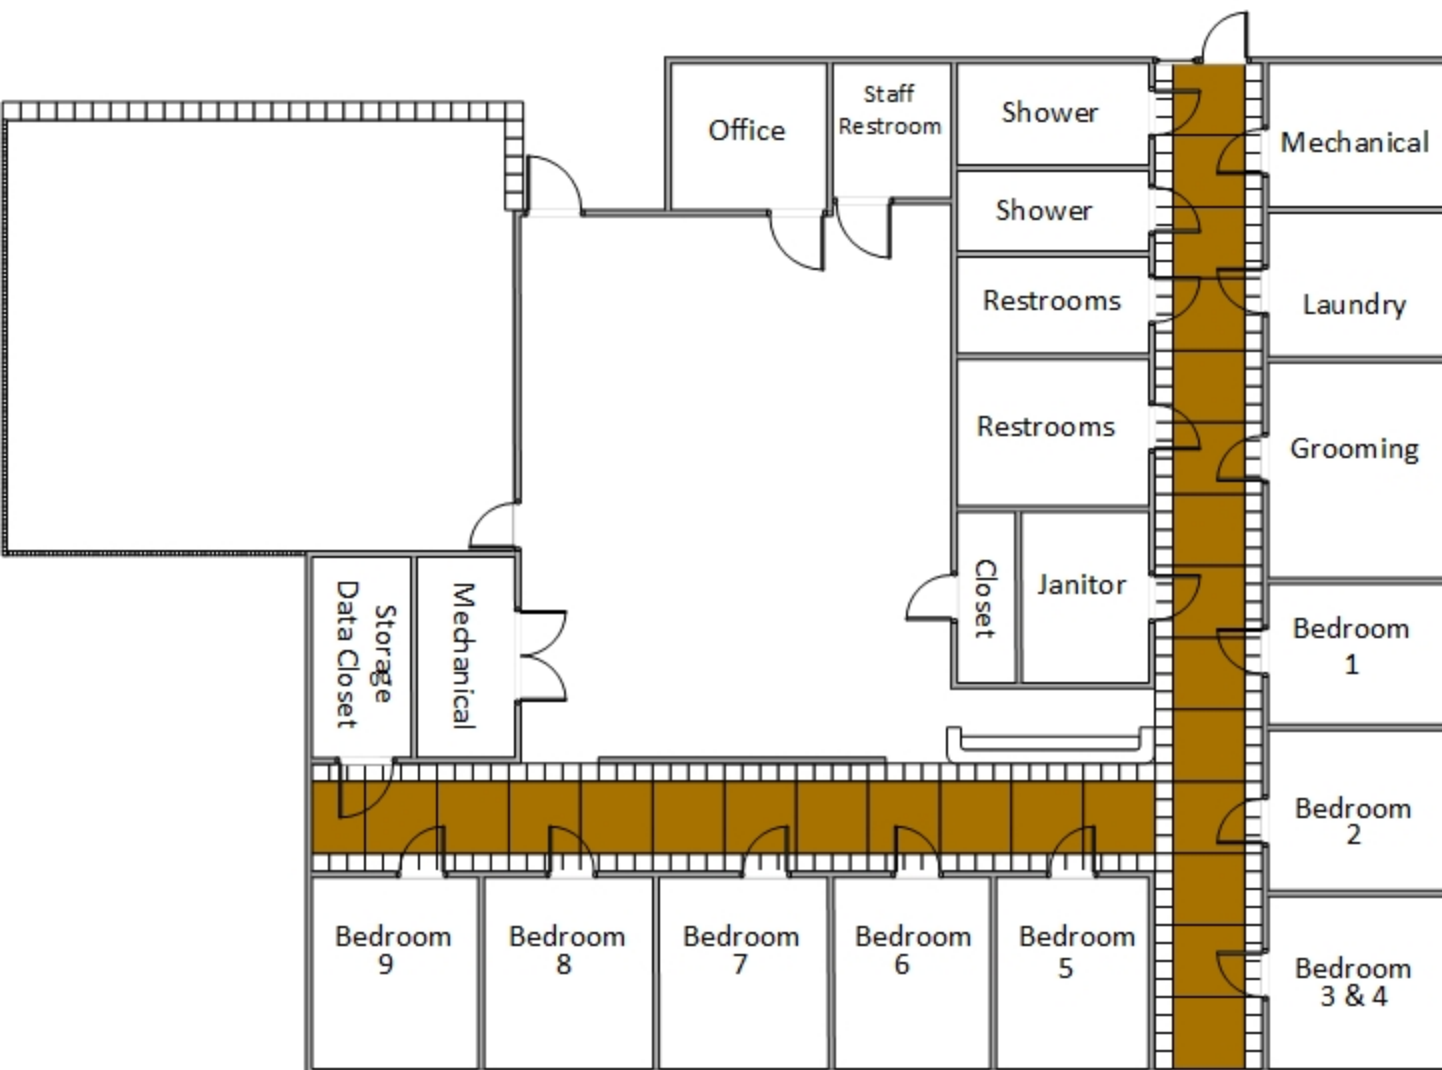 Office
Staff
Restroom
Shower
Mechanical
Shower
Restrooms
Laundry
Restrooms
Grooming
Closet
Janitor
Storage
Data Closet
Mechanical
Bedroom
1
Bedroom
2
Bedroom
9
Bedroom
8
Bedroom
7
Bedroom
6
Bedroom
5
Bedroom
3 & 4